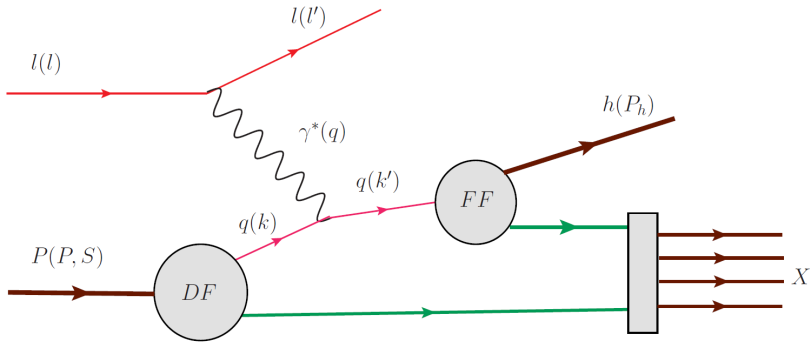 l(l′)
l(l)
h(P_h)
γ*(q)
q(k′)
FF
q(k)
P(P, S)
DF
X